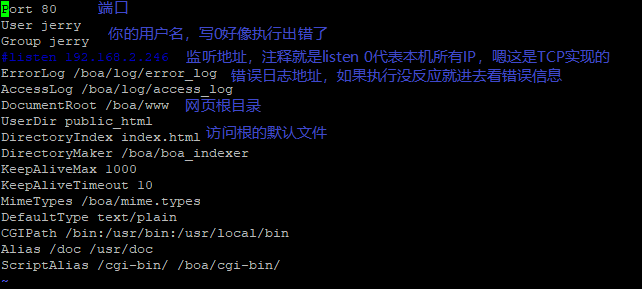 Port 80 端口
User jerry
Group jerry 你的用户名，写0好像执行出错了
#listen 192.168.2.246 监听地址，注释就是listen 0代表本机所有IP，嗯这是TCP实现的
ErrorLog /boa/log/error_log 错误日志地址，如果执行没反应就进去看错误信息
AccessLog /boa/log/access_log
DocumentRoot /boa/www 网页根目录
UserDir public_html
DirectoryIndex index.html 访问根的默认文件
DirectoryMaker /boa/boa_indexer
KeepAliveMax 1000
KeepAliveTimeout 10
MimeTypes /boa/mime.types
DefaultType text/plain
CGIPath /bin:/usr/bin:/usr/local/bin
Alias /doc /usr/doc
ScriptAlias /cgi-bin/ /boa/cgi-bin/
~